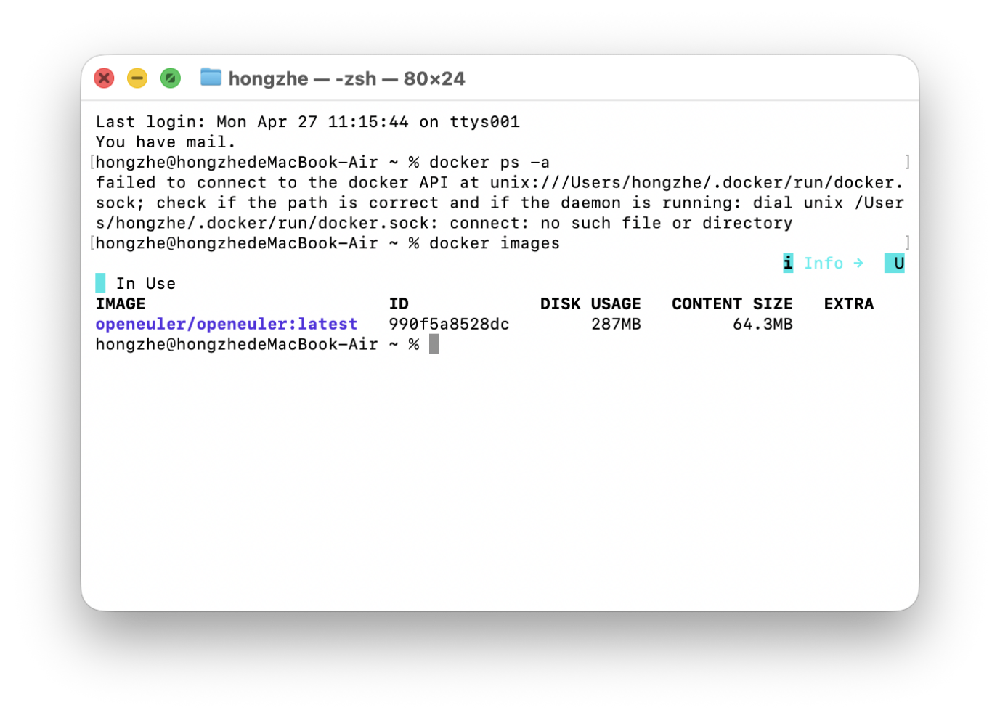 hongzhe — -zsh — 80×24
Last login: Mon Apr 27 11:15:44 on ttys001
You have mail.
[hongzhe@hongzhedeMacBook-Air ~ % docker ps -a ]
failed to connect to the docker API at unix:///Users/hongzhe/.docker/run/docker.
sock; check if the path is correct and if the daemon is running: dial unix /User
s/hongzhe/.docker/run/docker.sock: connect: no such file or directory
[hongzhe@hongzhedeMacBook-Air ~ % docker images ]
i Info → U
In Use
IMAGE ID DISK USAGE CONTENT SIZE EXTRA
openeuler/openeuler:latest 990f5a8528dc 287MB 64.3MB
hongzhe@hongzhedeMacBook-Air ~ %